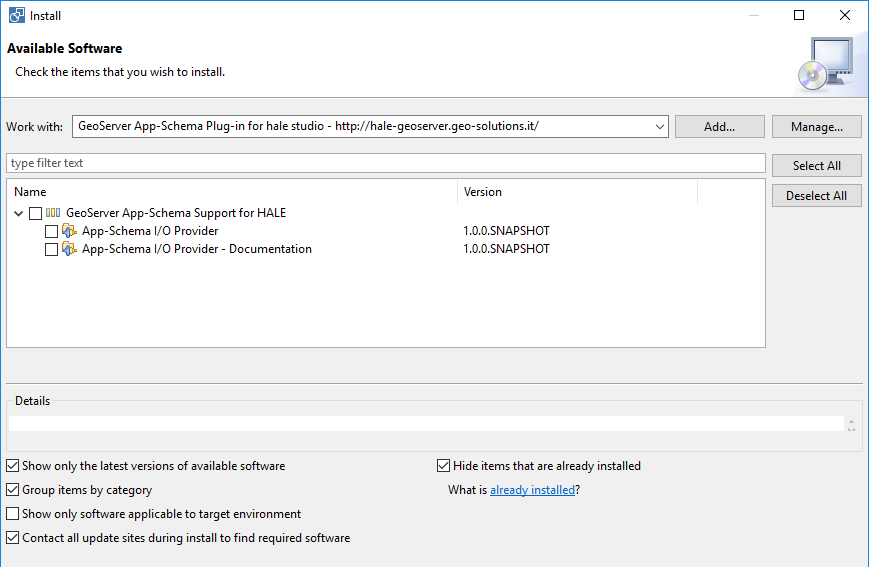 Install
Available Software
Check the items that you wish to install.
Work with: GeoServer App-Schema Plug-in for hale studio - http://hale-geoserver.geo-solutions.it/ Add... Manage...
type filter text Select All
Name Version Deselect All
GeoServer App-Schema Support for HALE
App-Schema I/O Provider 1.0.0.SNAPSHOT
App-Schema I/O Provider - Documentation 1.0.0.SNAPSHOT
Details
Show only the latest versions of available software Hide items that are already installed
Group items by category What is already installed?
Show only software applicable to target environment
Contact all update sites during install to find required software